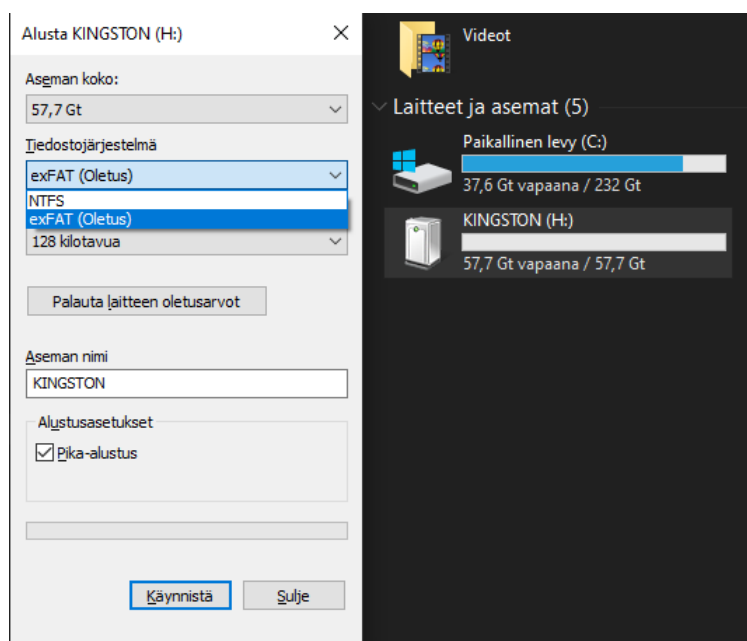 Alusta KINGSTON (H:)
Aseman koko:
57,7 Gt
Tiedostojärjestelmä
exFAT (Oletus)
NTFS
exFAT (Oletus)
128 kilotavua
Palauta laitteen oletusarvot
Aseman nimi
KINGSTON
Alustusasetukset
Pika-alustus
Käynnistä
Sulje
Videot
Laitteet ja asemat (5)
Paikallinen levy (C:)
37,6 Gt vapaana / 232 Gt
KINGSTON (H:)
57,7 Gt vapaana / 57,7 Gt